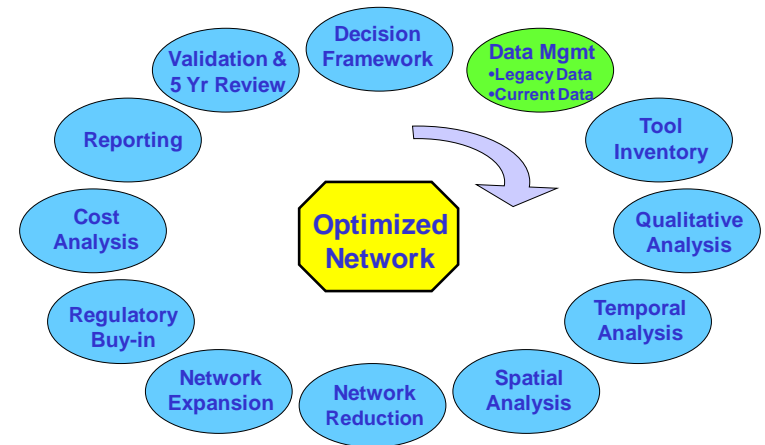 Decision
Framework
Data Mgmt
•Legacy Data
•Current Data
Tool
Inventory
Qualitative
Analysis
Temporal
Analysis
Spatial
Analysis
Network
Reduction
Network
Expansion
Regulatory
Buy-in
Cost
Analysis
Reporting
Validation &
5 Yr Review
Optimized
Network